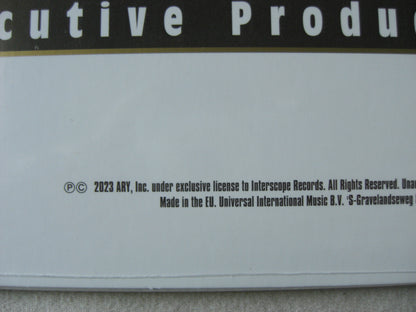 cutive Produ
℗© 2023 ARY, Inc. under exclusive license to Interscope Records. All Rights Reserved. Unau
Made in the EU. Universal International Music B.V. 'S-Gravelandseweg